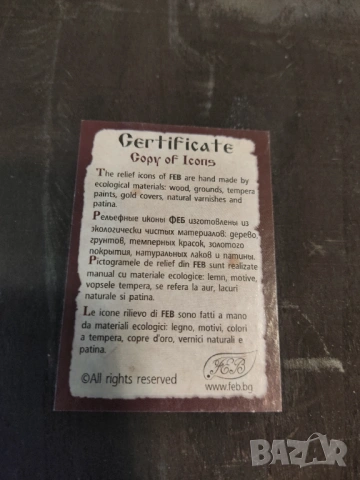 Certificate
Copy of Icons
The relief icons of FEB are hand made by
ecological materials: wood, grounds, tempera
paints, gold covers, natural varnishes and
patina.
Рельефные иконы ФЕБ изготовлены из
экологически чистых материалов: дерево,
грунтов, темперных красок, золотого
покрытия, натуральных лаков и патины.
Pictogramele de relief din FEB sunt realizate
manual cu materiale ecologice: lemn, motive,
vopsele tempera, se refera la aur, lacuri
naturale si patina.
Le icone rilievo di FEB sono fatti a mano
da materiali ecologici: legno, motivi, colori
a tempera, copre d'oro, vernici naturali e
patina.
©All rights reserved
FEB
www.feb.bg
BAZAR